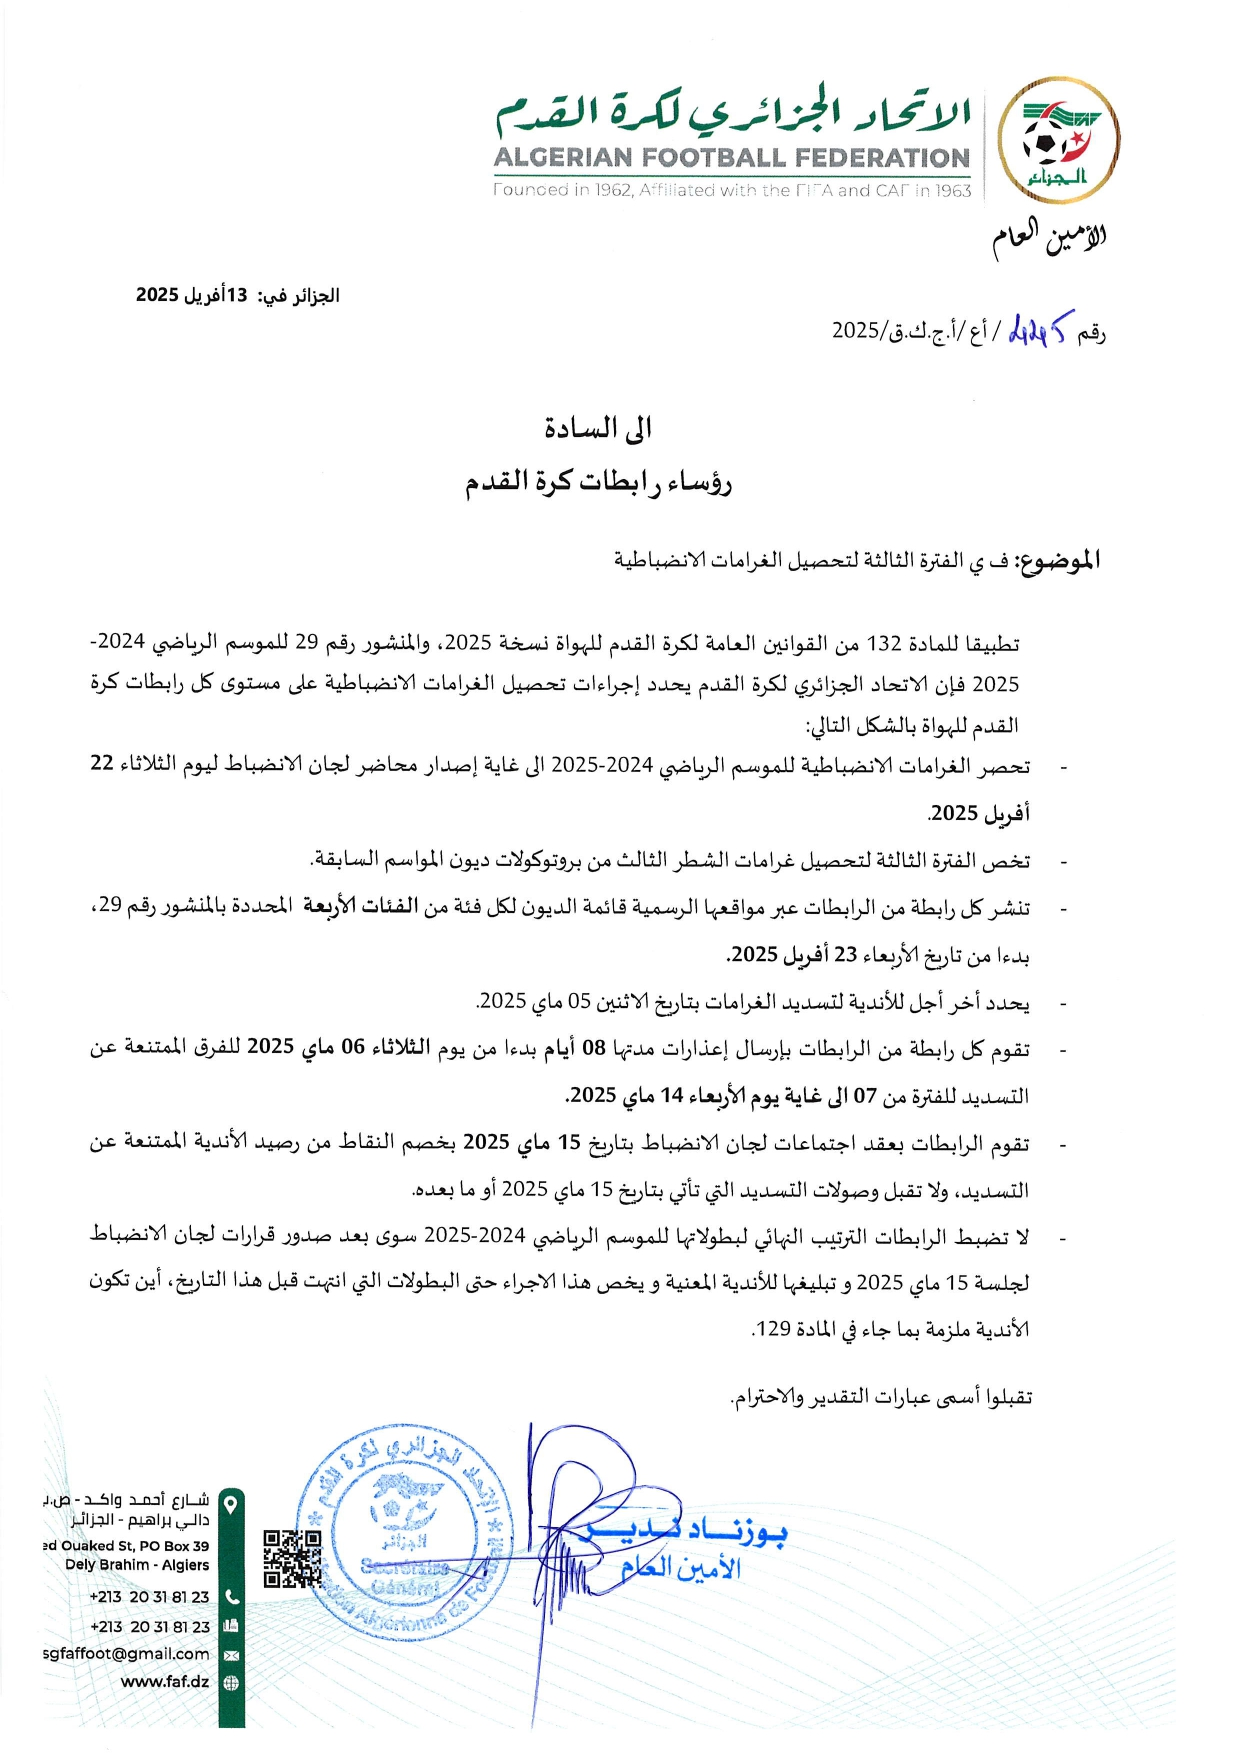 الاتحاد الجزائري لكرة القدم
ALGERIAN FOOTBALL FEDERATION
Founded in 1962, Affiliated with the FIFA and CAF in 1963
الجزائر
الأمين العام
الجزائر في: 13أفريل 2025
رقم 445 / أع /أ.ج.ك.ق/2025
الى السادة
رؤساء رابطات كرة القدم
الموضوع: ف ي الفترة الثالثة لتحصيل الغرامات الانضباطية
تطبيقا للمادة 132 من القوانين العامة لكرة القدم للهواة نسخة 2025، والمنشور رقم 29 للموسم الرياضي 2024-
2025 فإن الاتحاد الجزائري لكرة القدم يحدد إجراءات تحصيل الغرامات الانضباطية على مستوى كل رابطات كرة
القدم للهواة بالشكل التالي:
- تحصر الغرامات الانضباطية للموسم الرياضي 2024-2025 الى غاية إصدار محاضر لجان الانضباط ليوم الثلاثاء 22
أفريل 2025.
- تخص الفترة الثالثة لتحصيل غرامات الشطر الثالث من بروتوكولات ديون المواسم السابقة.
- تنشر كل رابطة من الرابطات عبر مواقعها الرسمية قائمة الديون لكل فئة من الفئات الأربعة المحددة بالمنشور رقم 29،
بدءا من تاريخ الأربعاء 23 أفريل 2025.
- يحدد أخر أجل للأندية لتسديد الغرامات بتاريخ الاثنين 05 ماي 2025.
- تقوم كل رابطة من الرابطات بإرسال إعذارات مدتها 08 أيام بدءا من يوم الثلاثاء 06 ماي 2025 للفرق الممتنعة عن
التسديد للفترة من 07 الى غاية يوم الأربعاء 14 ماي 2025.
- تقوم الرابطات بعقد اجتماعات لجان الانضباط بتاريخ 15 ماي 2025 بخصم النقاط من رصيد الأندية الممتنعة عن
التسديد، ولا تقبل وصولات التسديد التي تأتي بتاريخ 15 ماي 2025 أو ما بعده.
- لا تضبط الرابطات الترتيب النهائي لبطولاتها للموسم الرياضي 2024-2025 سوى بعد صدور قرارات لجان الانضباط
لجلسة 15 ماي 2025 و تبليغها للأندية المعنية و يخص هذا الاجراء حتى البطولات التي انتهت قبل هذا التاريخ، أين تكون
الأندية ملزمة بما جاء في المادة 129.
تقبلوا أسمى عبارات التقدير والاحترام.
بوزناد نذير
الأمين العام
الإتحاد الجزائري لكرة القدم
الجزائر
Secrétaire
Général
Algérienne de
شارع أحمد واكد - ص.ب
دالي براهيم - الجزائر
ed Ouaked St, PO Box 39
Dely Brahim - Algiers
+213 20 31 81 23
+213 20 31 81 23
sgfaffoot@gmail.com
www.faf.dz